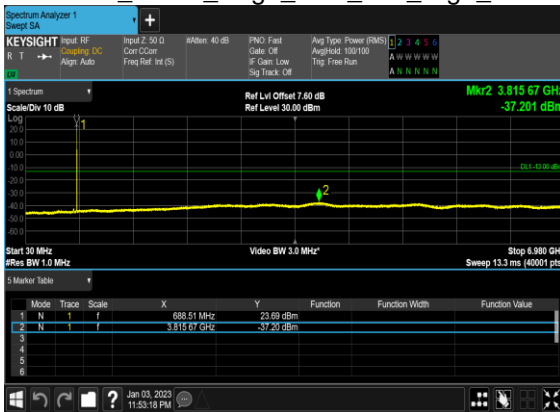 Spectrum Analyzer 1
Swept SA
+
KEYSIGHT Input: RF Input Z: 50 Ω #Atten: 40 dB PNO: Fast Avg Type: Power (RMS) 1 2 3 4 5 6
R T Coupling: DC Corr CCorr Gate: Off Avg|Hold: 100/100 A W W W W W
Align: Auto Freq Ref: Int (S) IF Gain: Low Trig: Free Run
Sig Track: Off A N N N N N
1 Spectrum Ref Lvl Offset 7.60 dB Mkr2 3.815 67 GHz
Scale/Div 10 dB Ref Level 30.00 dBm -37.201 dBm
Log
20.0 1
10.0
0.00
-10.0 DL1 -13.00 dBm
-20.0
-30.0 2
-40.0
-50.0
-60.0
Start 30 MHz Video BW 3.0 MHz* Stop 6.980 GHz
#Res BW 1.0 MHz Sweep 13.3 ms (40001 pts)
5 Marker Table
Mode Trace Scale X Y Function Function Width Function Value
1 N 1 f 688.51 MHz 23.69 dBm
2 N 1 f 3.815 67 GHz -37.20 dBm
3
4
5
6
? Jan 03, 2023
11:53:18 PM